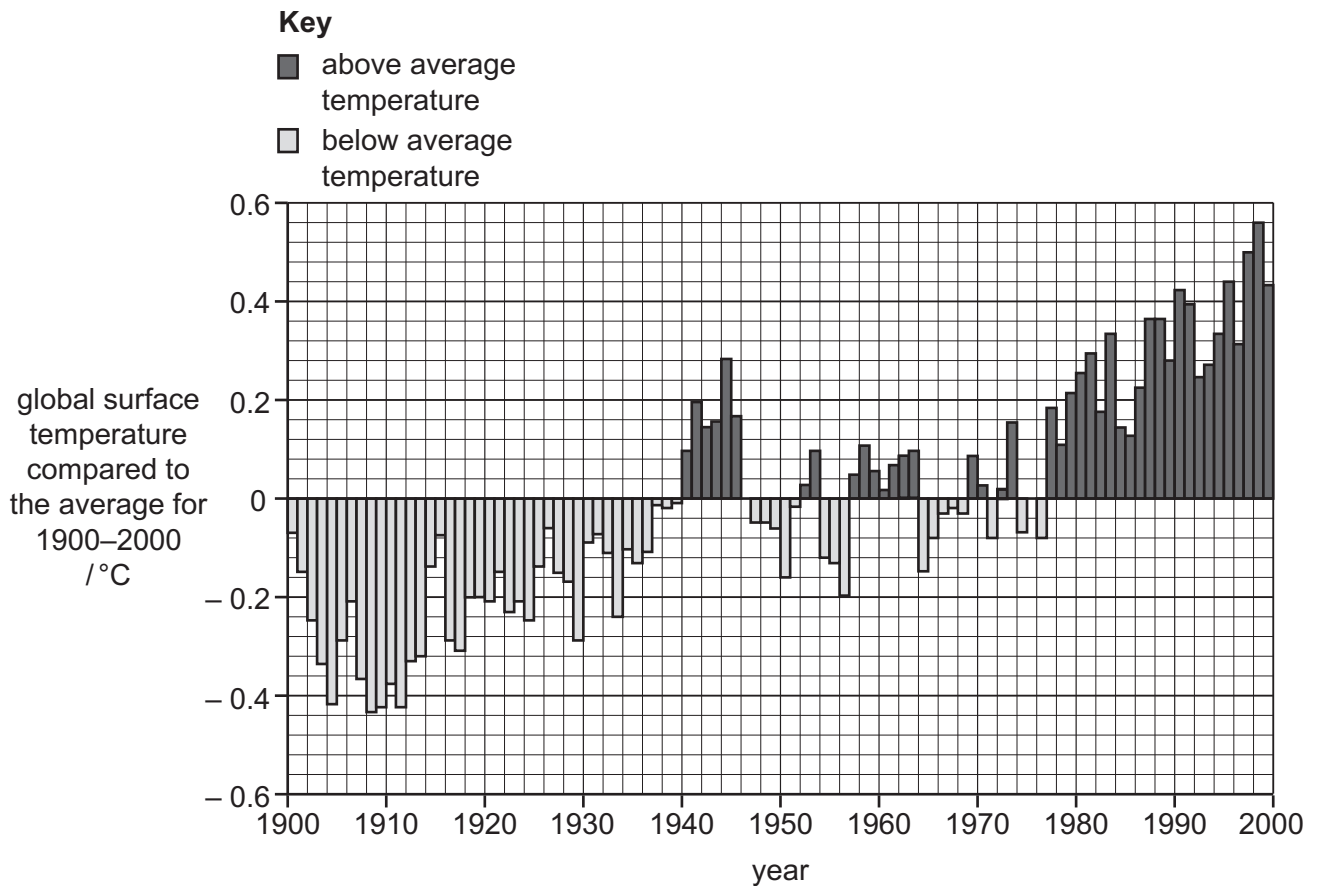 Key
above average
temperature
below average
temperature
0.6
0.4
0.2
0
– 0.2
– 0.4
– 0.6
global surface
temperature
compared to
the average for
1900–2000
/ °C
1900 1910 1920 1930 1940 1950 1960 1970 1980 1990 2000
year